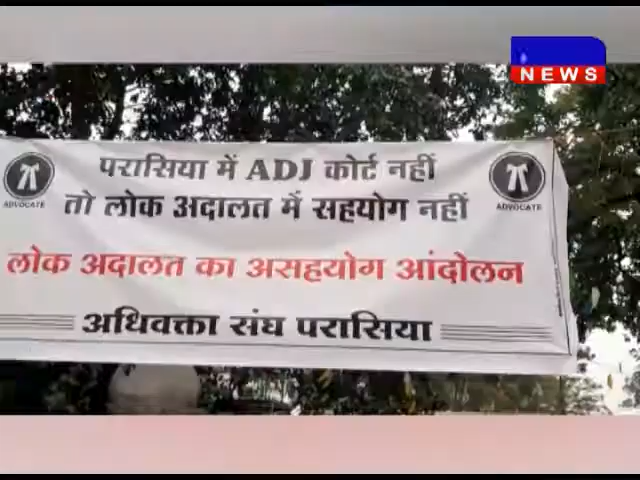 NEWS
परासिया में ADJ कोर्ट नहीं
तो लोक अदालत में सहयोग नहीं
ADVOCATE
ADVOCATE
लोक अदालत का असहयोग आंदोलन
अधिवक्ता संघ परासिया